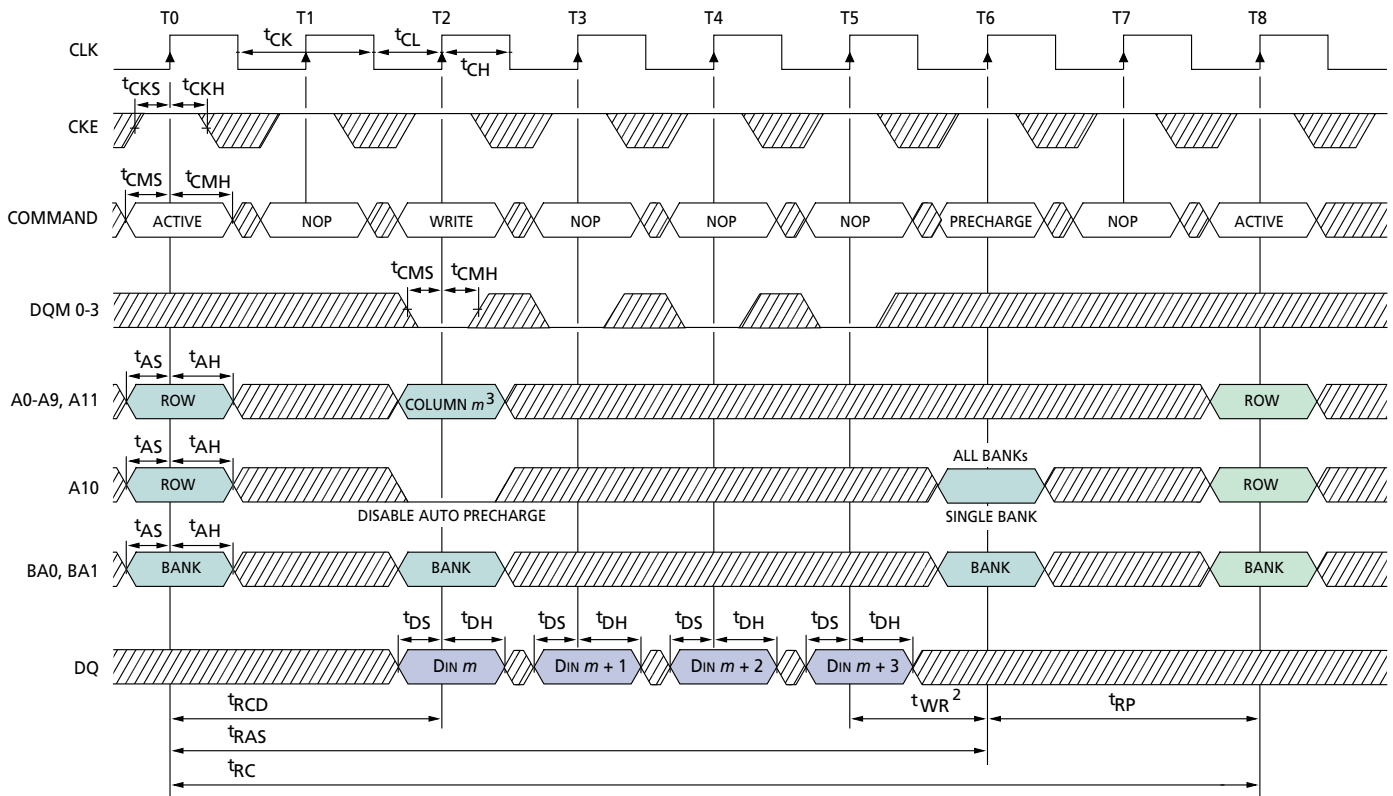 T0 T1 T2 T3 T4 T5 T6 T7 T8
CLK
tCK tCL
tCH
tCKS tCKH
CKE
tCMS tCMH
COMMAND ACTIVE NOP WRITE NOP NOP NOP PRECHARGE NOP ACTIVE
tCMS tCMH
DQM 0-3
tAS tAH
A0-A9, A11 ROW COLUMN m3 ROW
tAS tAH
ALL BANKs
A10 ROW ROW
DISABLE AUTO PRECHARGE SINGLE BANK
tAS tAH
BA0, BA1 BANK BANK BANK BANK
tDS tDH tDS tDH tDS tDH tDS tDH
DQ DIN m DIN m + 1 DIN m + 2 DIN m + 3
tRCD tWR2 tRP
tRAS
tRC